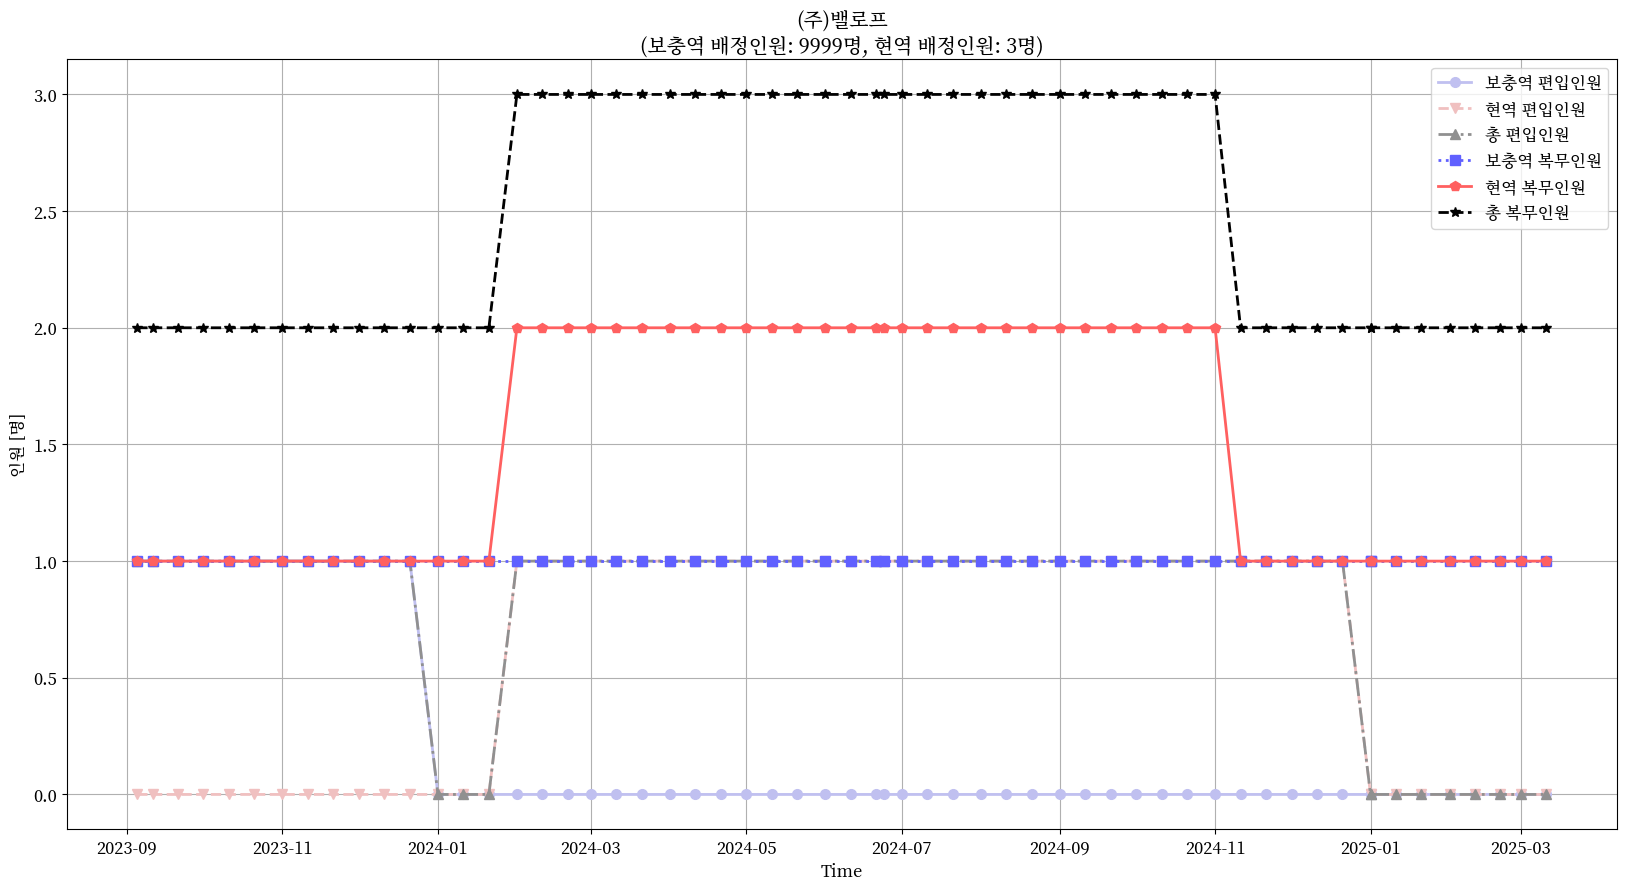 (주)밸로프
(보충역 배정인원: 9999명, 현역 배정인원: 3명)
보충역 편입인원
현역 편입인원
총 편입인원
보충역 복무인원
현역 복무인원
총 복무인원
3.0
2.5
2.0
1.5
1.0
0.5
0.0
인원 [명]
2023-09 2023-11 2024-01 2024-03 2024-05 2024-07 2024-09 2024-11 2025-01 2025-03
Time